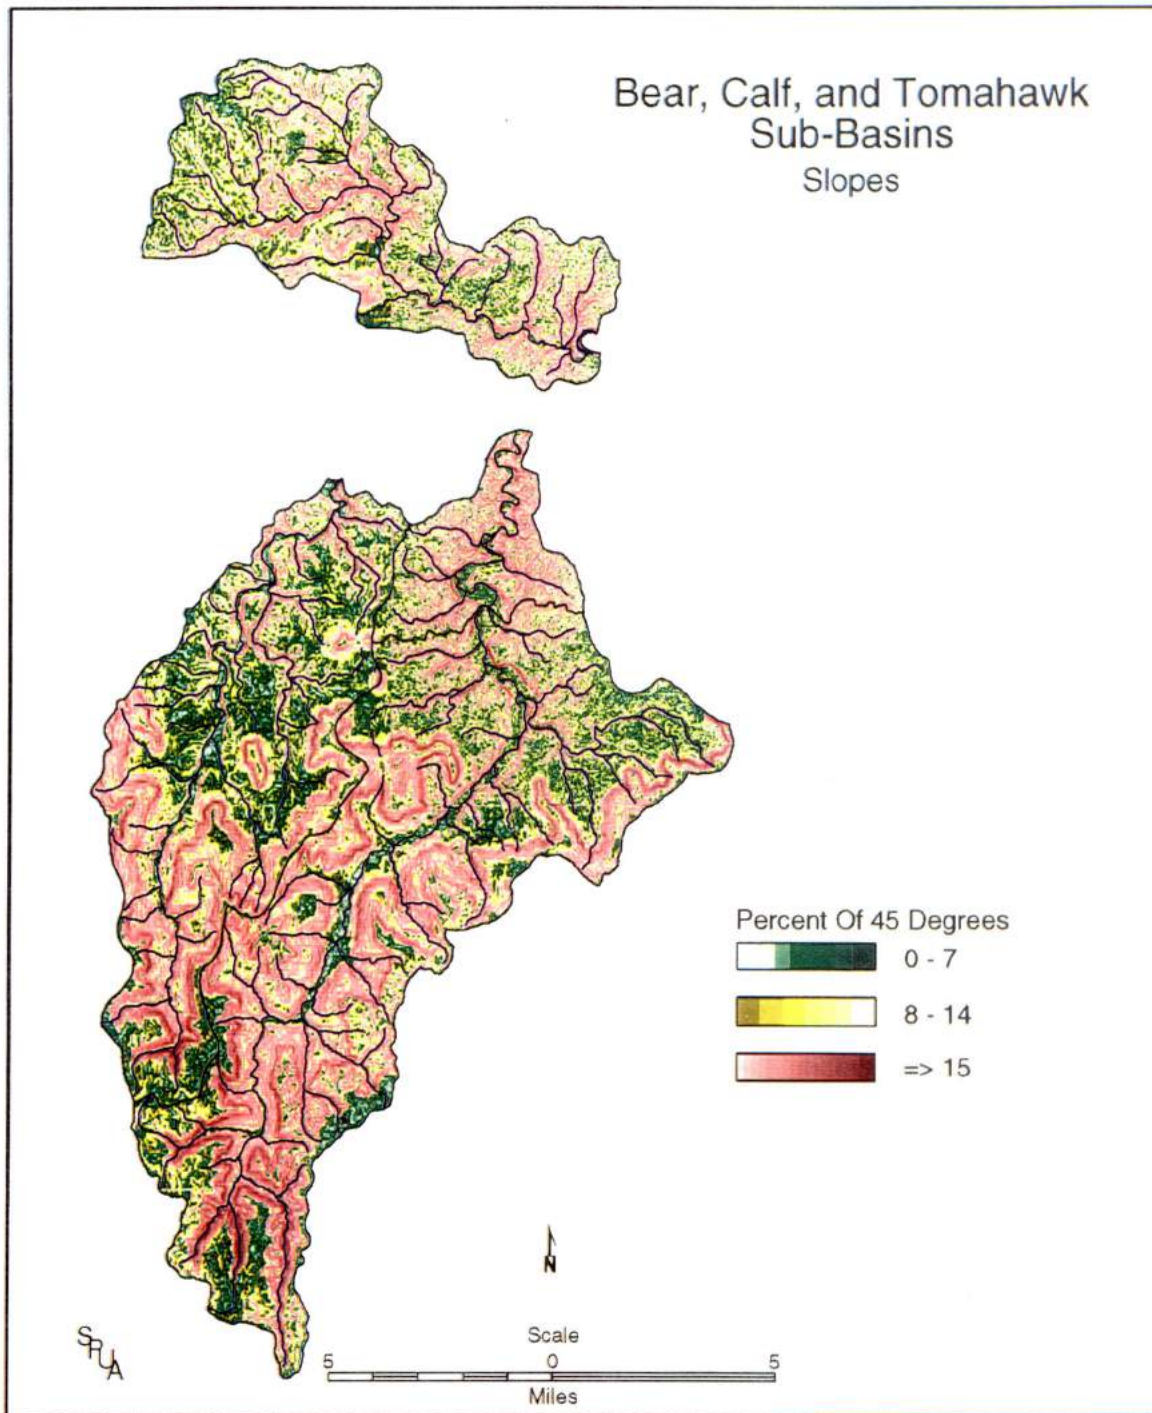 Bear, Calf, and Tomahawk
Sub-Basins
Slopes
Percent Of 45 Degrees
0 - 7
8 - 14
=> 15
N
SRUA
Scale
5 0 5
Miles